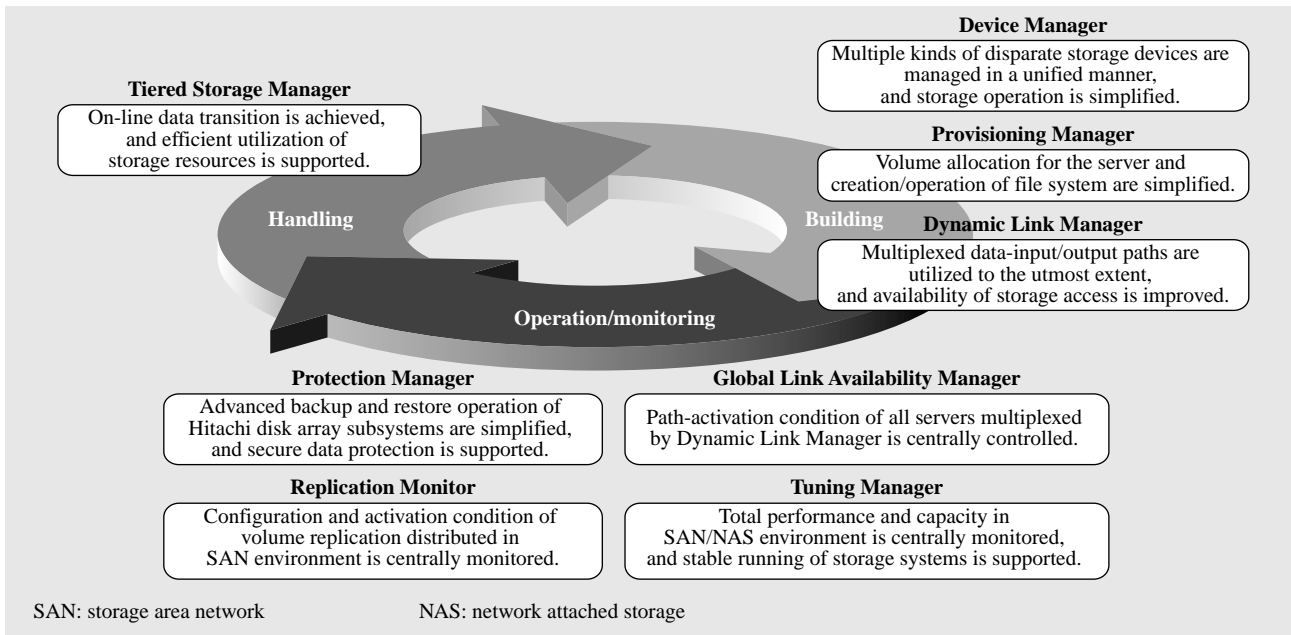 Device Manager
Multiple kinds of disparate storage devices are
managed in a unified manner,
and storage operation is simplified.
Tiered Storage Manager
On-line data transition is achieved,
and efficient utilization of
storage resources is supported.
Provisioning Manager
Volume allocation for the server and
creation/operation of file system are simplified.
Handling
Building
Dynamic Link Manager
Multiplexed data-input/output paths are
utilized to the utmost extent,
and availability of storage access is improved.
Operation/monitoring
Protection Manager
Advanced backup and restore operation of
Hitachi disk array subsystems are simplified,
and secure data protection is supported.
Global Link Availability Manager
Path-activation condition of all servers multiplexed
by Dynamic Link Manager is centrally controlled.
Replication Monitor
Configuration and activation condition of
volume replication distributed in
SAN environment is centrally monitored.
Tuning Manager
Total performance and capacity in
SAN/NAS environment is centrally monitored,
and stable running of storage systems is supported.
SAN: storage area network
NAS: network attached storage